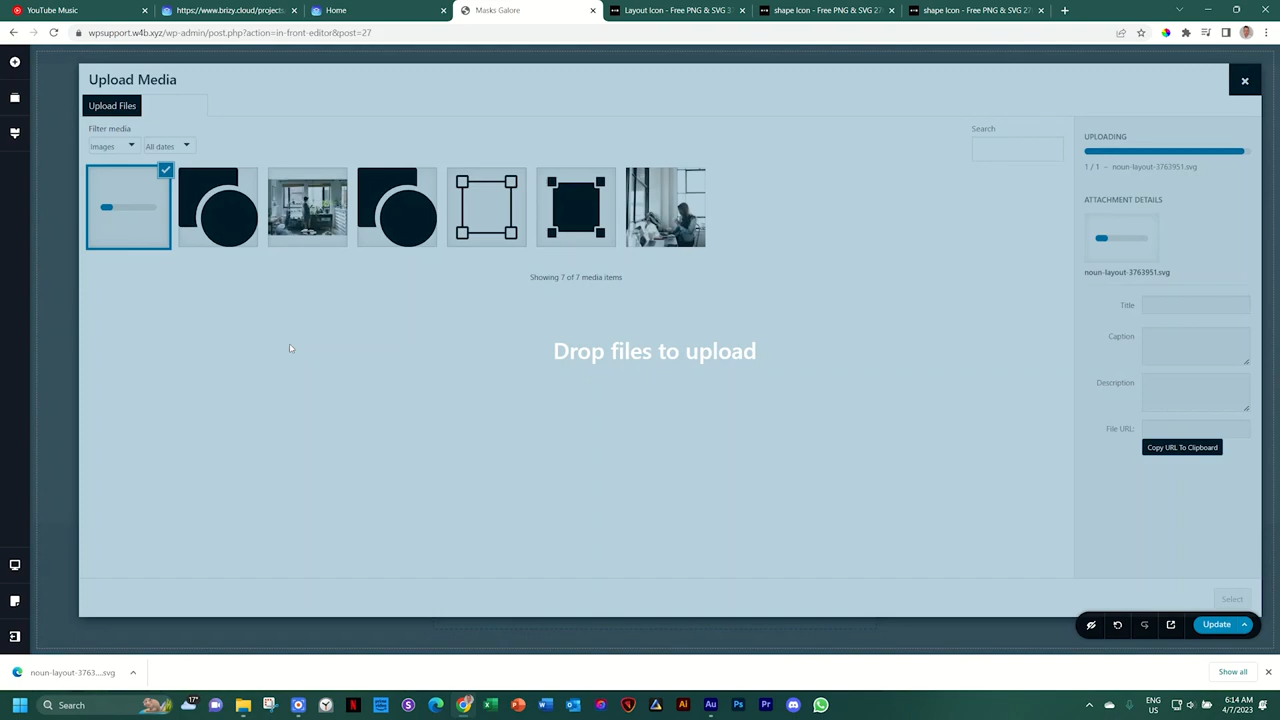 YouTube Music
https://www.brizy.cloud/projects
Home
Masks Galore
Layout Icon - Free PNG & SVG 3
shape Icon - Free PNG & SVG 27
shape Icon - Free PNG & SVG 27
wpsupport.w4b.xyz/wp-admin/post.php?action=in-front-editor&post=27
Upload Media
Upload Files
Filter media
Search
Images
All dates
UPLOADING
1 / 1 – noun-layout-3763951.svg
ATTACHMENT DETAILS
noun-layout-3763951.svg
Showing 7 of 7 media items
Title
Caption
Drop files to upload
Description
File URL:
Copy URL To Clipboard
Select
Update
noun-layout-3763....svg
Show all
Search
17°
ENG
US
6:14 AM
4/7/2023